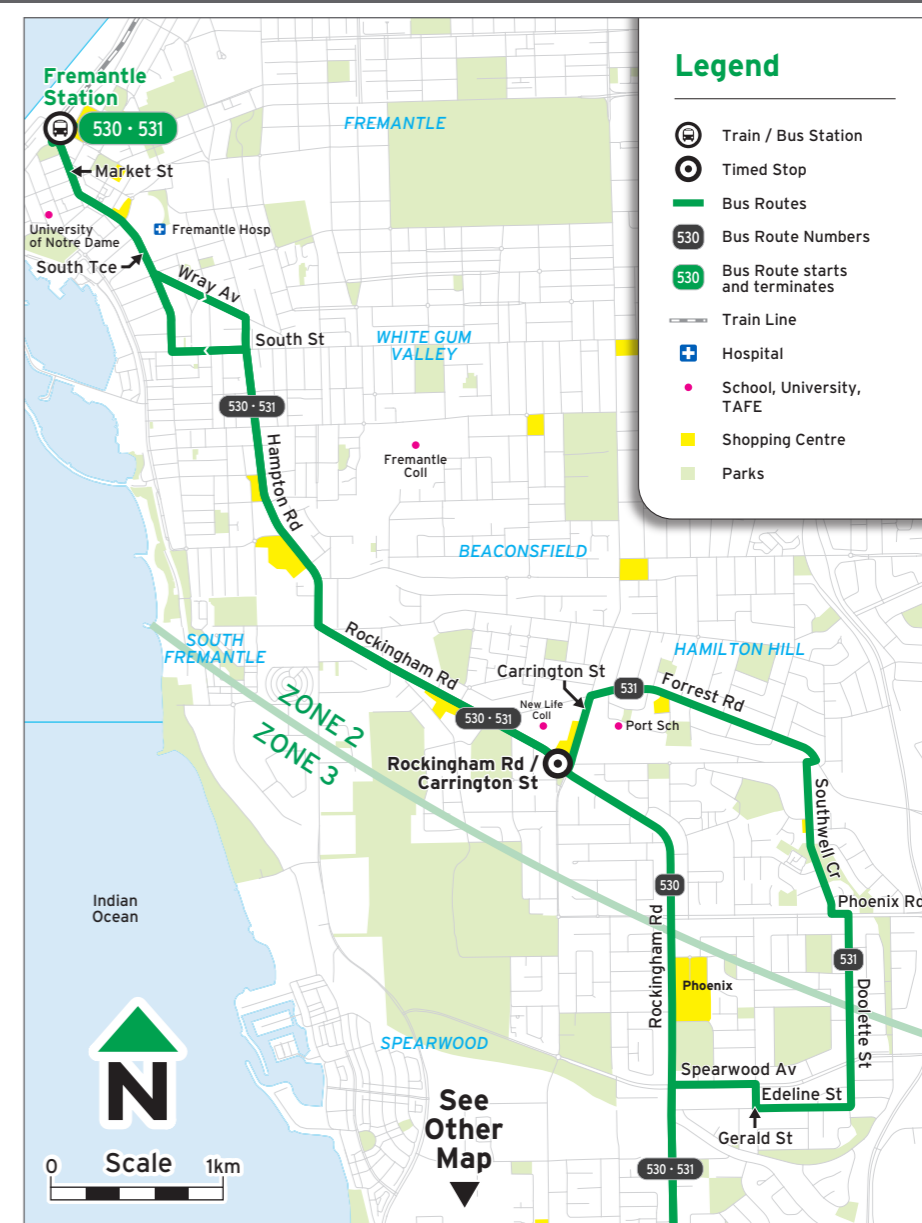 Fremantle
Station
530 • 531
Market St
FREMANTLE
University
of Notre Dame
Fremantle Hosp
South Tce
Wray Av
South St
WHITE GUM
VALLEY
530 • 531
Hampton Rd
Fremantle
Coll
BEACONSFIELD
SOUTH
FREMANTLE
Rockingham Rd
HAMILTON HILL
Carrington St
531
Forrest Rd
New Life
Coll
Port Sch
530 • 531
ZONE 2
ZONE 3
Rockingham Rd /
Carrington St
Southwell Cr
530
Phoenix Rd
Indian
Ocean
Rockingham Rd
531
Phoenix
Doolette St
SPEARWOOD
Spearwood Av
Edeline St
Gerald St
See
Other
Map
530 • 531
N
0 Scale 1km
Legend
Train / Bus Station
Timed Stop
Bus Routes
530 Bus Route Numbers
530 Bus Route starts
and terminates
Train Line
Hospital
School, University,
TAFE
Shopping Centre
Parks